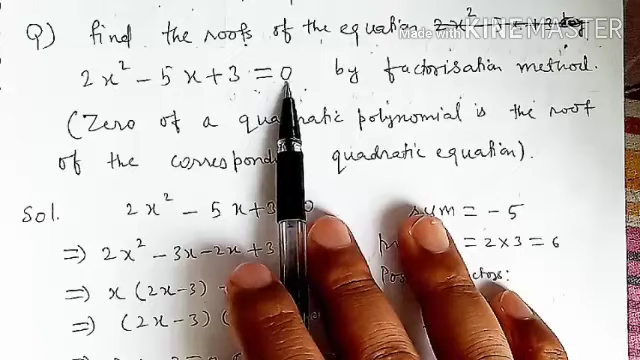 Made with KINEMASTER
Q) Find the roots of the equation
2x² - 5x + 3 = 0 by factorisation method.
(Zero of a quadratic polynomial is the root
of the correspond quadratic equation).
Sol. 2x² - 5x + 3 0 sum = -5
=> 2x² - 3x - 2x + 3 = 2 x 3 = 6
=> x (2x - 3)
=> (2x - 3) (